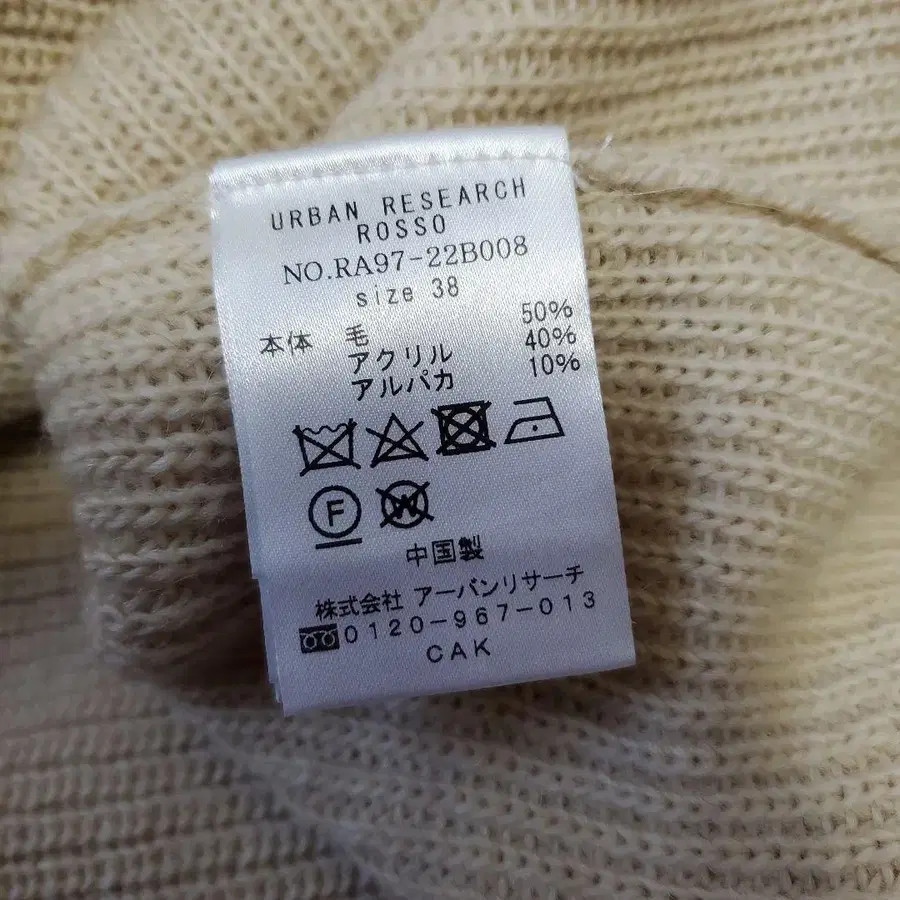 URBAN RESEARCH
ROSSO
NO.RA97-22B008
size 38
本体 毛 50%
アクリル 40%
アルパカ 10%
F W
中国製
株式会社 アーバンリサーチ
0120-967-013
CAK